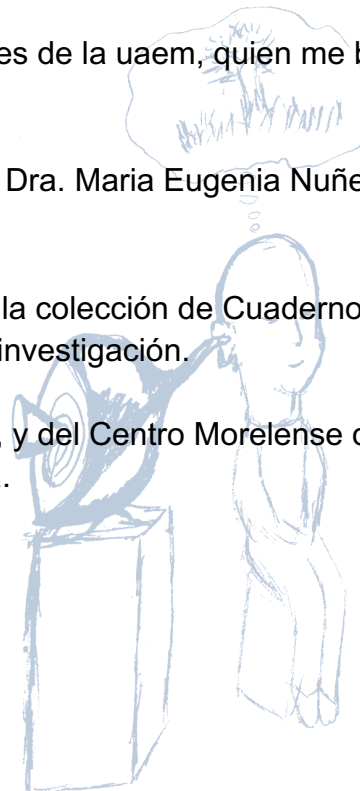 es de la uaem, quien me b
Dra. Maria Eugenia Nuñe
la colección de Cuaderno
investigación.
, y del Centro Morelense d
.